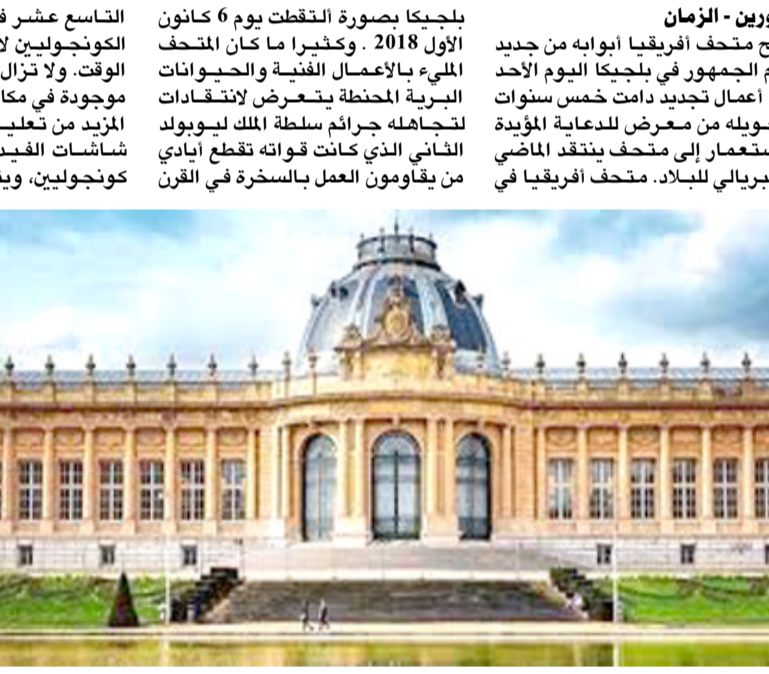 ورين - الزمان
ح متحف أفريقيا أبوابه من جديد
م الجمهور في بلجيكا اليوم الأحد
أعمال تجديد دامت خمس سنوات
ويله من معرض للدعاية المؤيدة
ستعمار إلى متحف ينتقد الماضي
بريالي للبلاد. متحف أفريقيا في
بلجيكا بصورة ألتقطت يوم 6 كانون
الأول 2018 . وكثيرا ما كان المتحف
المليء بالأعمال الفنية والحيوانات
البرية المحنطة يتعرض لانتقادات
لتجاهله جرائم سلطة الملك ليوبولد
الثاني الذي كانت قواته تقطع أيادي
من يقاومون العمل بالسخرة في القرن
التاسع عشر ف
الكونجوليين لا
الوقت. ولا تزال
موجودة في مكا
المزيد من تعليـ
شاشات الفيد
كونجوليين، ويـ